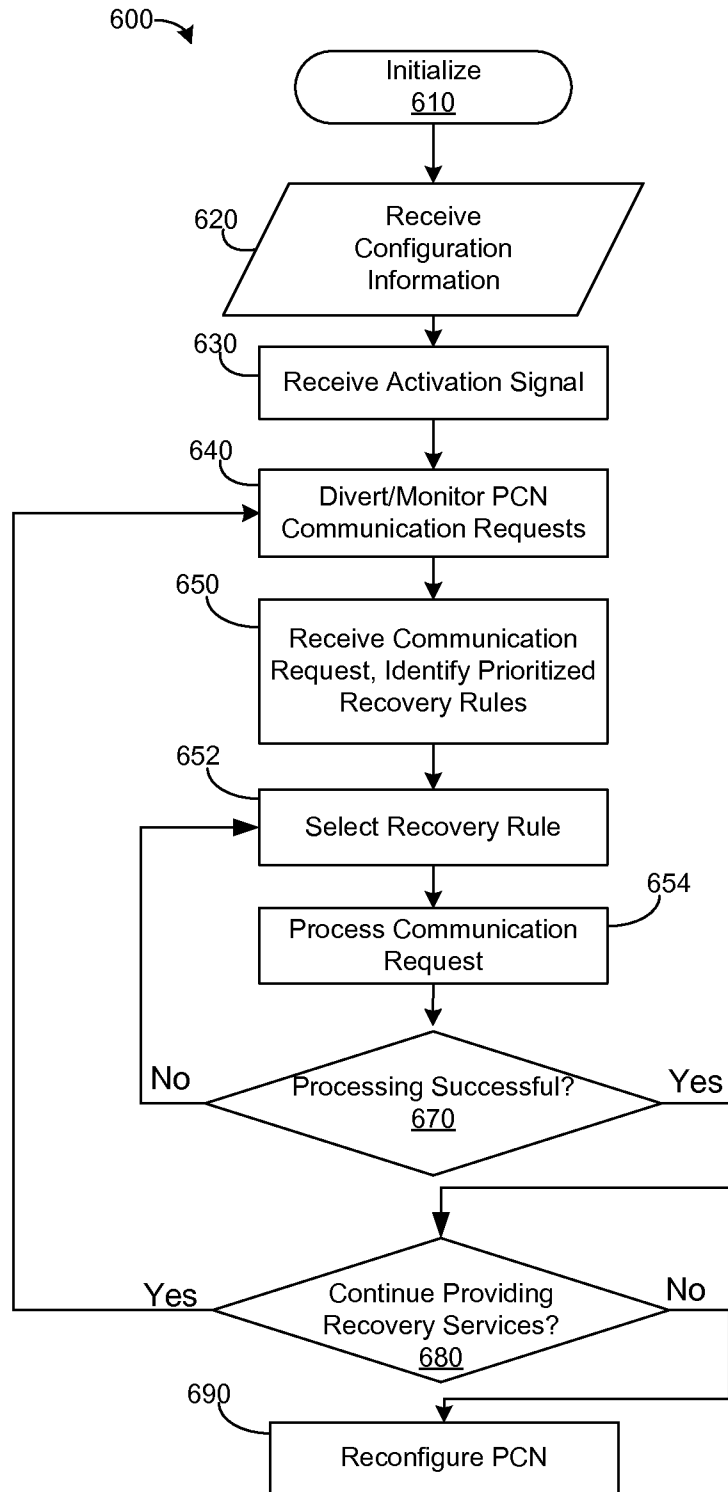 600
Initialize
610
620
Receive
Configuration
Information
630
Receive Activation Signal
640
Divert/Monitor PCN
Communication Requests
650
Receive Communication
Request, Identify Prioritized
Recovery Rules
652
Select Recovery Rule
654
Process Communication
Request
No
Processing Successful?
Yes
670
Yes
Continue Providing
No
Recovery Services?
680
690
Reconfigure PCN